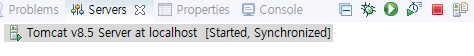 Problems Servers Properties Console
Tomcat v8.5 Server at localhost [Started, Synchronized]